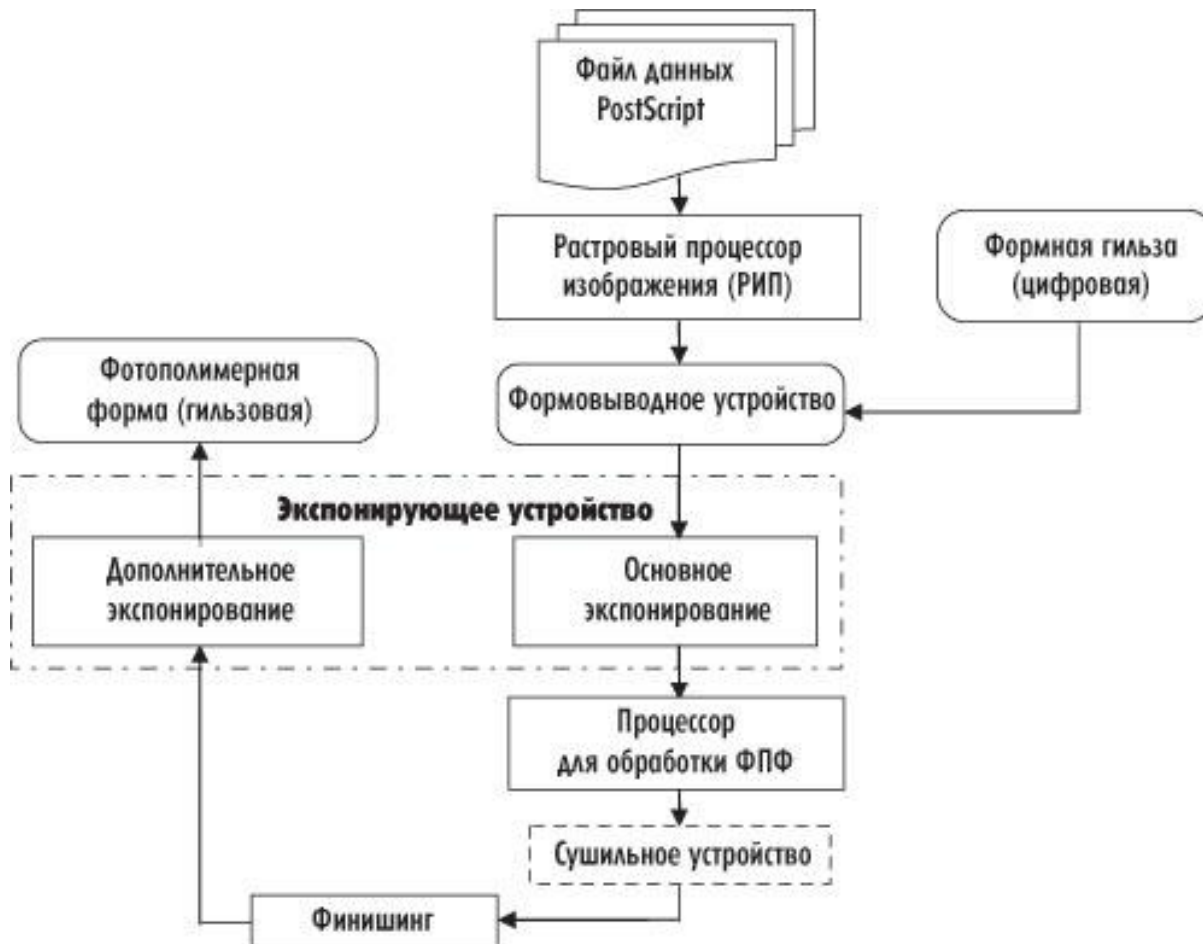 Файл данных
PostScript
Растровый процессор
изображения (РИП)
Формная гильза
(цифровая)
Фотополимерная
форма (гильзовая)
Формовыводное устройство
Экспонирующее устройство
Дополнительное
экспонирование
Основное
экспонирование
Процессор
для обработки ФПФ
Сушильное устройство
Финишинг